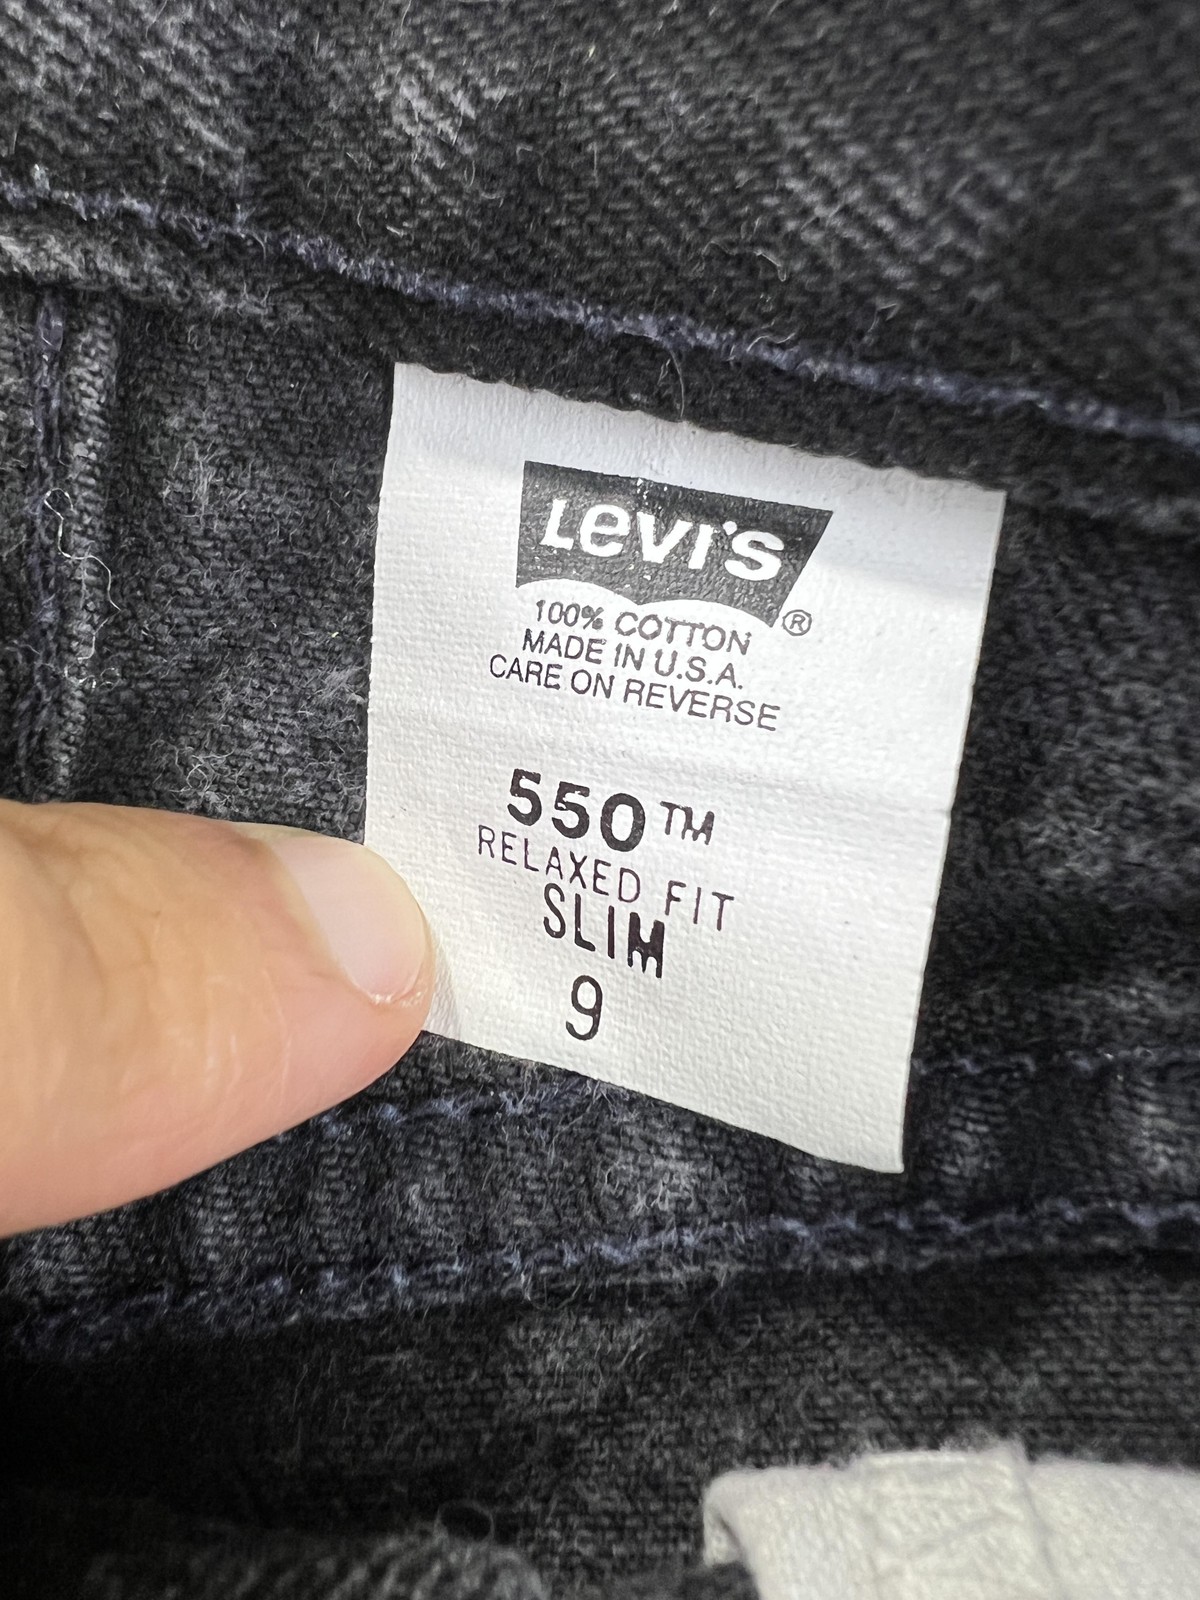 Levi's ®
100% COTTON
MADE IN U.S.A.
CARE ON REVERSE
550™
RELAXED FIT
SLIM
9